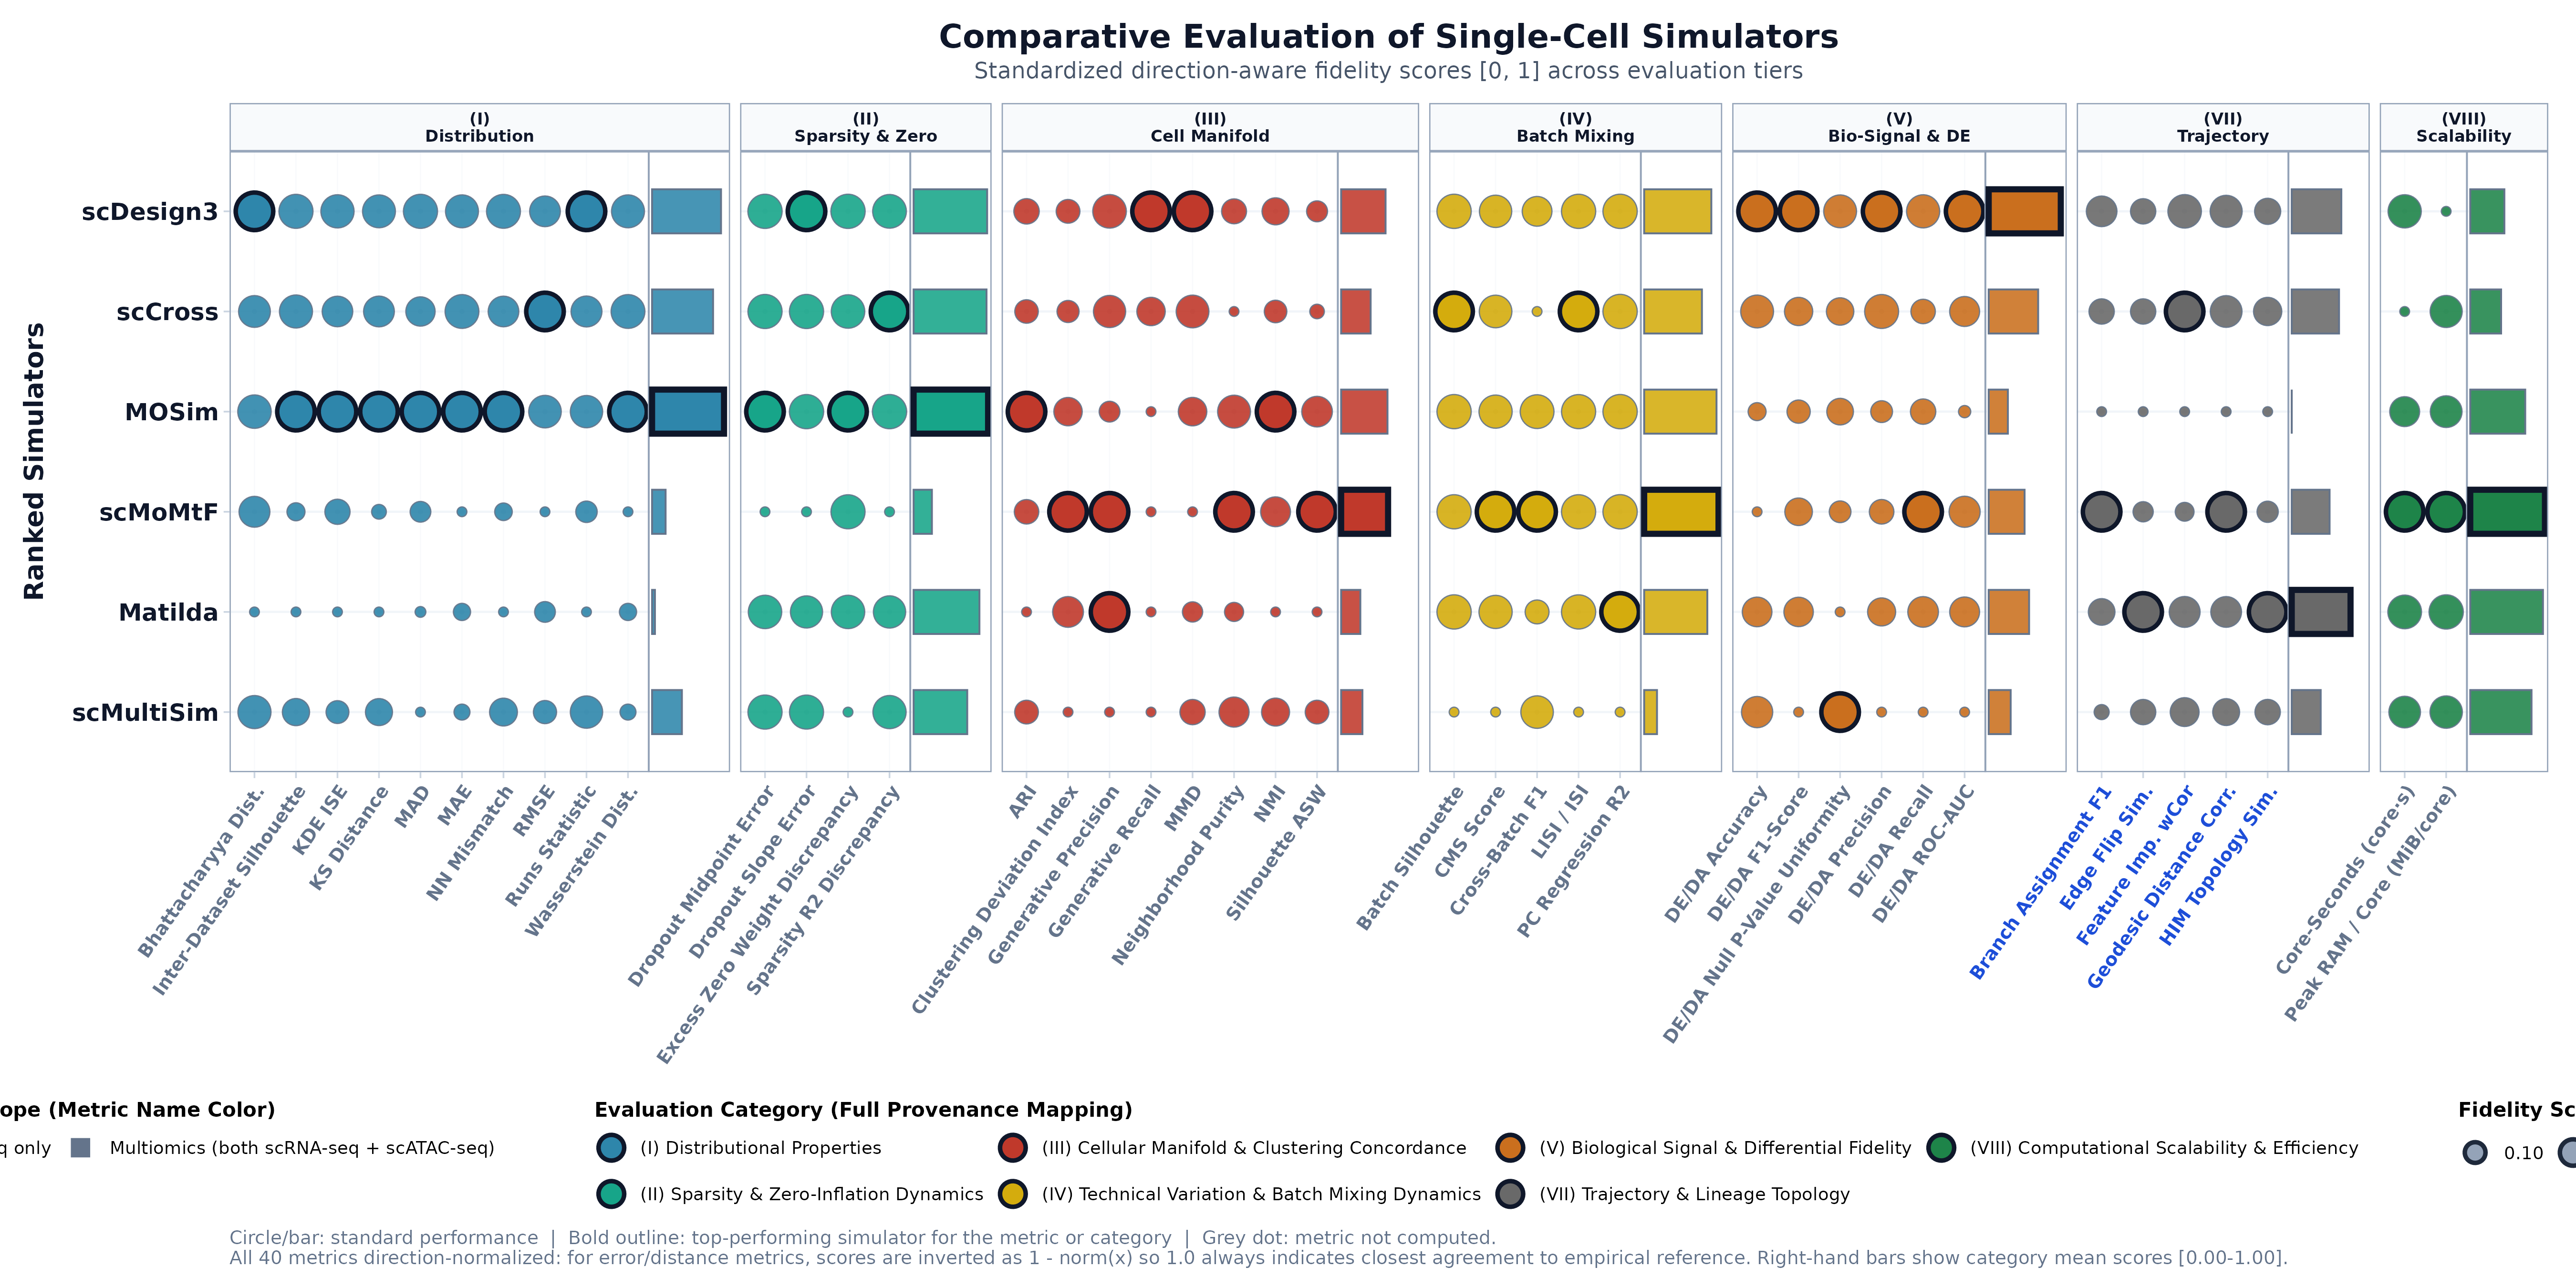 Comparative Evaluation of Single-Cell Simulators
Standardized direction-aware fidelity scores [0, 1] across evaluation tiers
(I)
Distribution
(II)
Sparsity & Zero
(III)
Cell Manifold
(IV)
Batch Mixing
(V)
Bio-Signal & DE
(VII)
Trajectory
(VIII)
Scalability
Ranked Simulators
scDesign3
scCross
MOSim
scMoMtF
Matilda
scMultiSim
Bhattacharyya Dist.
Inter-Dataset Silhouette
KDE ISE
KS Distance
MAD
MAE
NN Mismatch
RMSE
Runs Statistic
Wasserstein Dist.
Dropout Midpoint Error
Dropout Slope Error
Excess Zero Weight Discrepancy
Sparsity R2 Discrepancy
ARI
Clustering Deviation Index
Generative Precision
Generative Recall
MMD
Neighborhood Purity
NMI
Silhouette ASW
Batch Silhouette
CMS Score
Cross-Batch F1
LISI / ISI
PC Regression R2
DE/DA Accuracy
DE/DA F1-Score
DE/DA Null P-Value Uniformity
DE/DA Precision
DE/DA Recall
DE/DA ROC-AUC
Branch Assignment F1
Edge Flip Sim.
Feature Imp. wCor
Geodesic Distance Corr.
HIM Topology Sim.
Core-Seconds (core·s)
Peak RAM / Core (MiB/core)
ope (Metric Name Color)
q only
Multiomics (both scRNA-seq + scATAC-seq)
Evaluation Category (Full Provenance Mapping)
(I) Distributional Properties
(III) Cellular Manifold & Clustering Concordance
(V) Biological Signal & Differential Fidelity
(VIII) Computational Scalability & Efficiency
(II) Sparsity & Zero-Inflation Dynamics
(IV) Technical Variation & Batch Mixing Dynamics
(VII) Trajectory & Lineage Topology
Fidelity Sc
0.10
Circle/bar: standard performance | Bold outline: top-performing simulator for the metric or category | Grey dot: metric not computed.
All 40 metrics direction-normalized: for error/distance metrics, scores are inverted as 1 - norm(x) so 1.0 always indicates closest agreement to empirical reference. Right-hand bars show category mean scores [0.00-1.00].